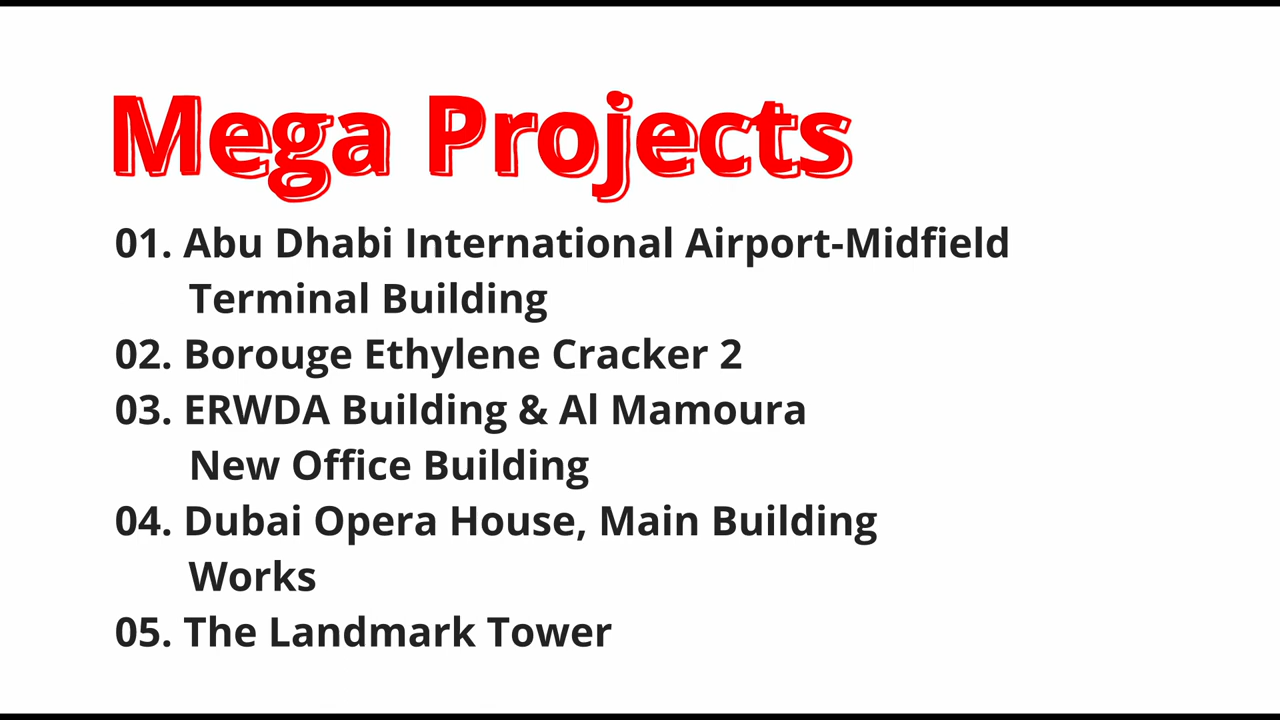 Mega Projects
01. Abu Dhabi International Airport-Midfield
Terminal Building
02. Borouge Ethylene Cracker 2
03. ERWDA Building & Al Mamoura
New Office Building
04. Dubai Opera House, Main Building
Works
05. The Landmark Tower